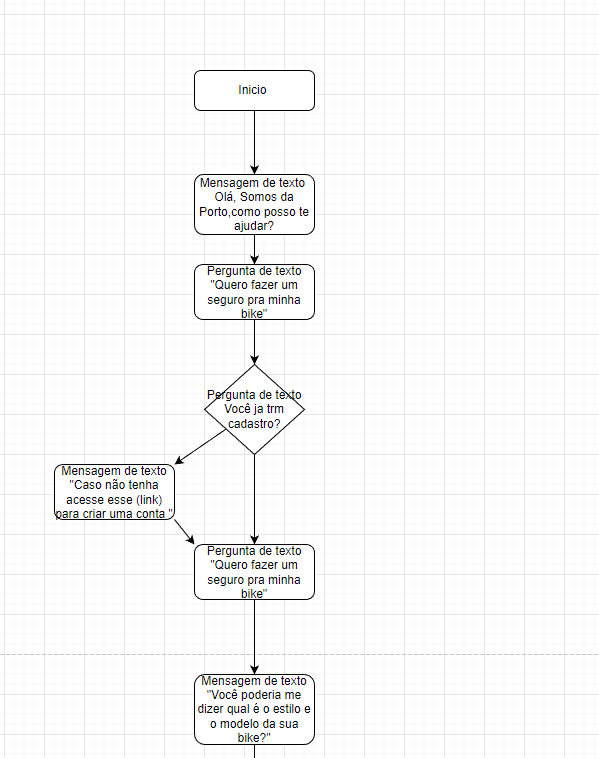 Inicio
Mensagem de texto
Olá, Somos da
Porto,como posso te
ajudar?
Pergunta de texto
"Quero fazer um
seguro pra minha
bike"
Pergunta de texto
Você ja trm
cadastro?
Mensagem de texto
"Caso não tenha
acesse esse (link)
para criar uma conta "
Pergunta de texto
"Quero fazer um
seguro pra minha
bike"
Mensagem de texto
"Você poderia me
dizer qual é o estilo e
o modelo da sua
bike?"